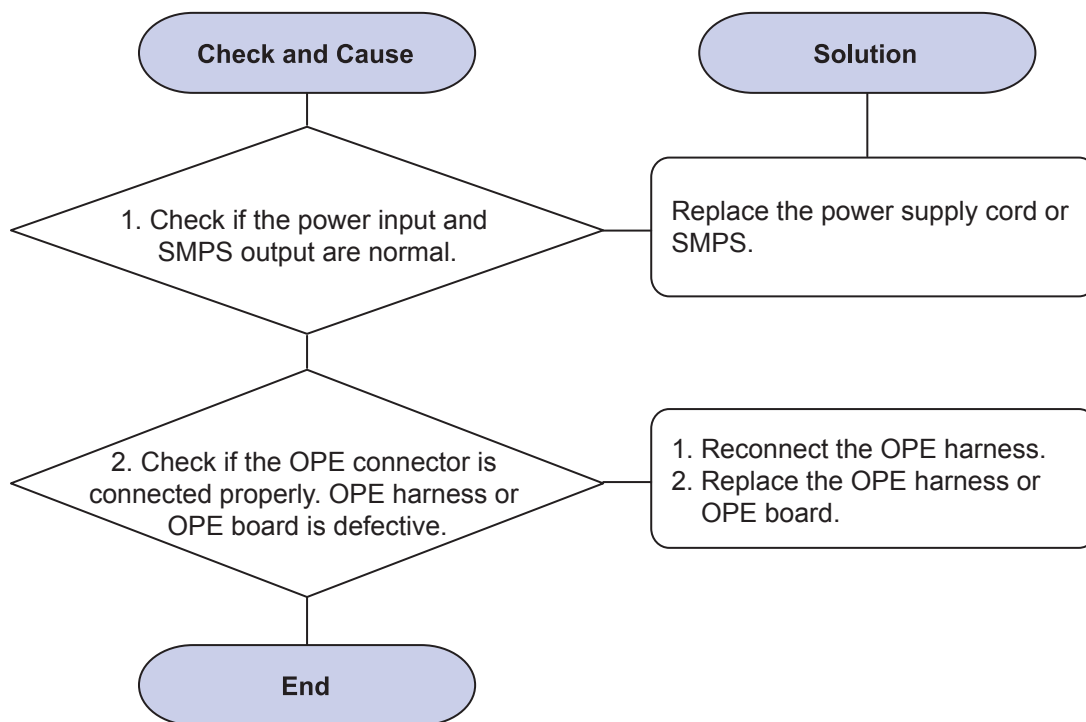 Check and Cause
Solution
1. Check if the power input and
SMPS output are normal.
Replace the power supply cord or
SMPS.
2. Check if the OPE connector is
connected properly. OPE harness or
OPE board is defective.
1. Reconnect the OPE harness.
2. Replace the OPE harness or
OPE board.
End